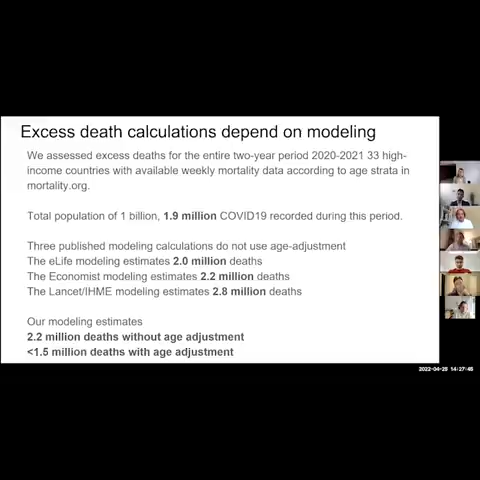 Excess death calculations depend on modeling
We assessed excess deaths for the entire two-year period 2020-2021 33 high-
income countries with available weekly mortality data according to age strata in
mortality.org.
Total population of 1 billion, 1.9 million COVID19 recorded during this period.
Three published modeling calculations do not use age-adjustment
The eLife modeling estimates 2.0 million deaths
The Economist modeling estimates 2.2 million deaths
The Lancet/IHME modeling estimates 2.8 million deaths
Our modeling estimates
2.2 million deaths without age adjustment
<1.5 million deaths with age adjustment
2022-04-25 14:27:45